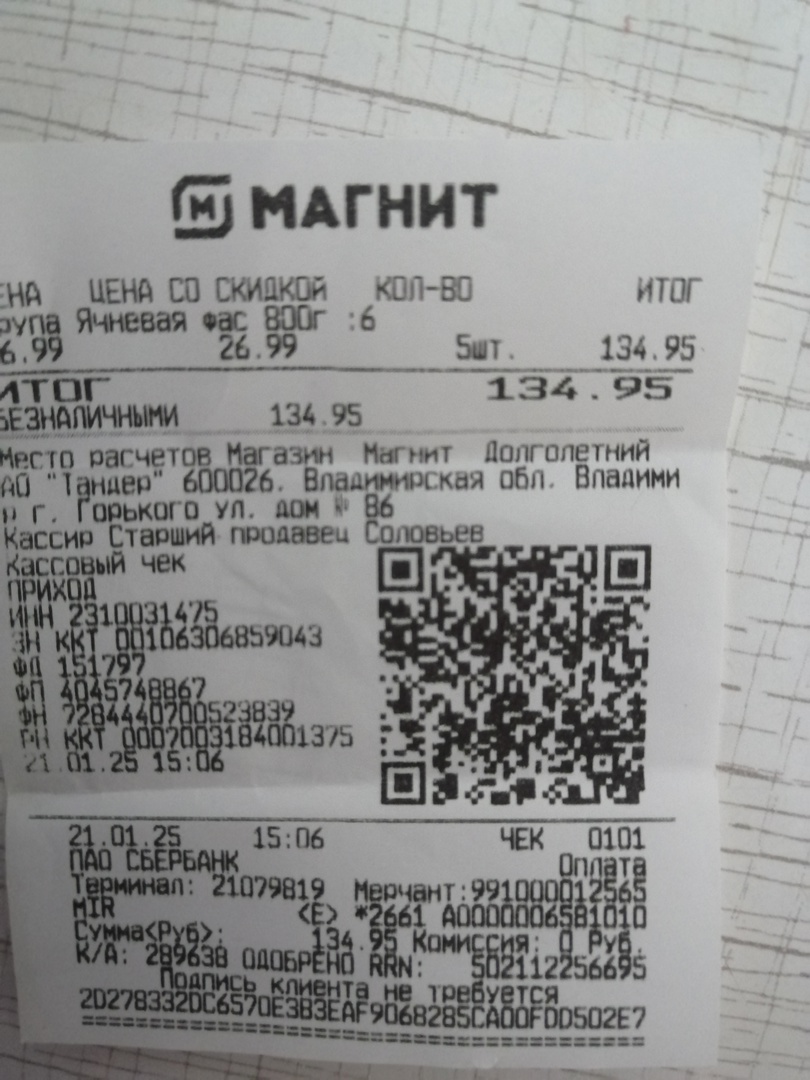 МАГНИТ
ЕНА ЦЕНА СО СКИДКОЙ КОЛ-ВО ИТОГ
рупа Ячневая фас 800г :6
6.99 26.99 5шт. 134.95
ИТОГ 134.95
БЕЗНАЛИЧНЫМИ 134.95
Место расчетов Магазин Магнит Долголетний
АО "Тандер" 600026. Владимирская обл. Владими
р г. Горького ул. дом № 86
Кассир Старший продавец Соловьев
Кассовый чек
ПРИХОД
ИНН 2310031475
ЗН ККТ 00106306859043
ФД 151797
ФП 4045748867
ФН 7284440700523839
РН ККТ 0007003184001375
21.01.25 15:06
21.01.25 15:06 ЧЕК 0101
ПАО СБЕРБАНК Оплата
Терминал: 21079819 Мерчант:991000012565
MIR <E> *2661 A0000006581010
Сумма<Руб>: 134.95 Комиссия: 0 Руб.
К/А: 289638 ОДОБРЕНО RRN: 502112256695
Подпись клиента не требуется
2D278332DC6570E3B3EAF9068285CA00FDD502E7
==========================================